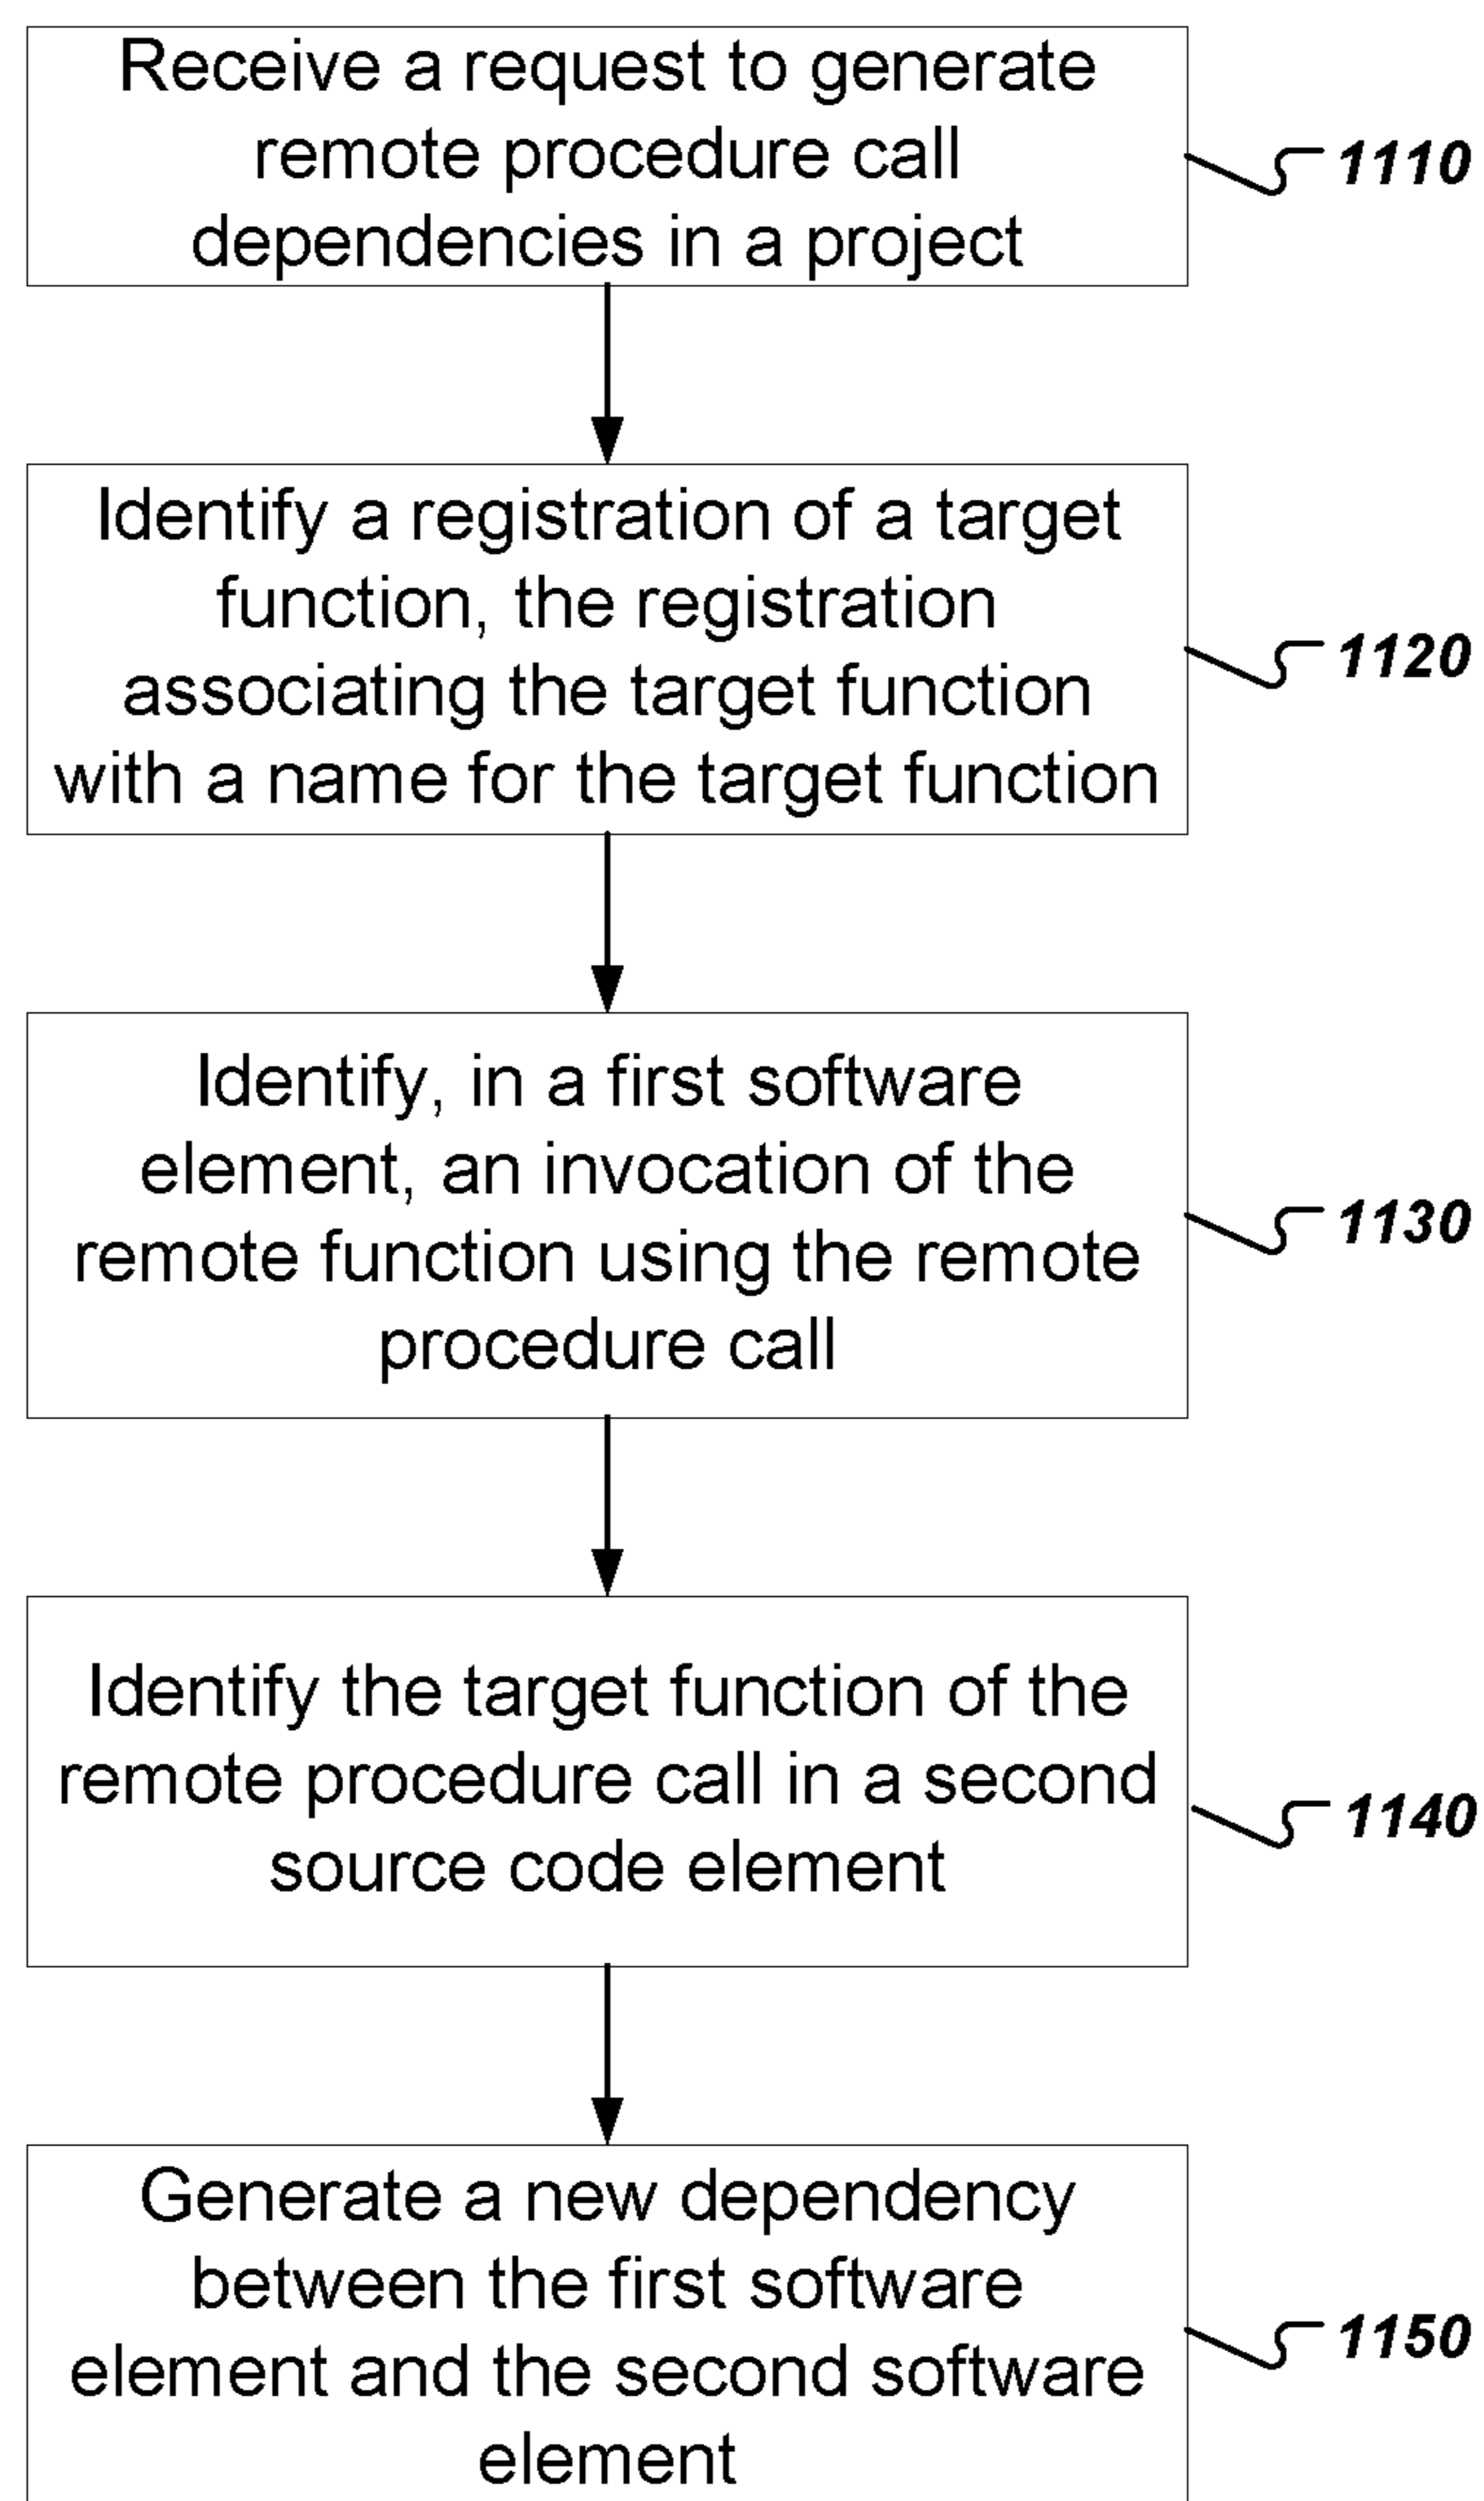 Receive a request to generate
remote procedure call
dependencies in a project
1110
Identify a registration of a target
function, the registration
associating the target function
with a name for the target function
1120
Identify, in a first software
element, an invocation of the
remote function using the remote
procedure call
1130
Identify the target function of the
remote procedure call in a second
source code element
1140
Generate a new dependency
between the first software
element and the second software
element
1150